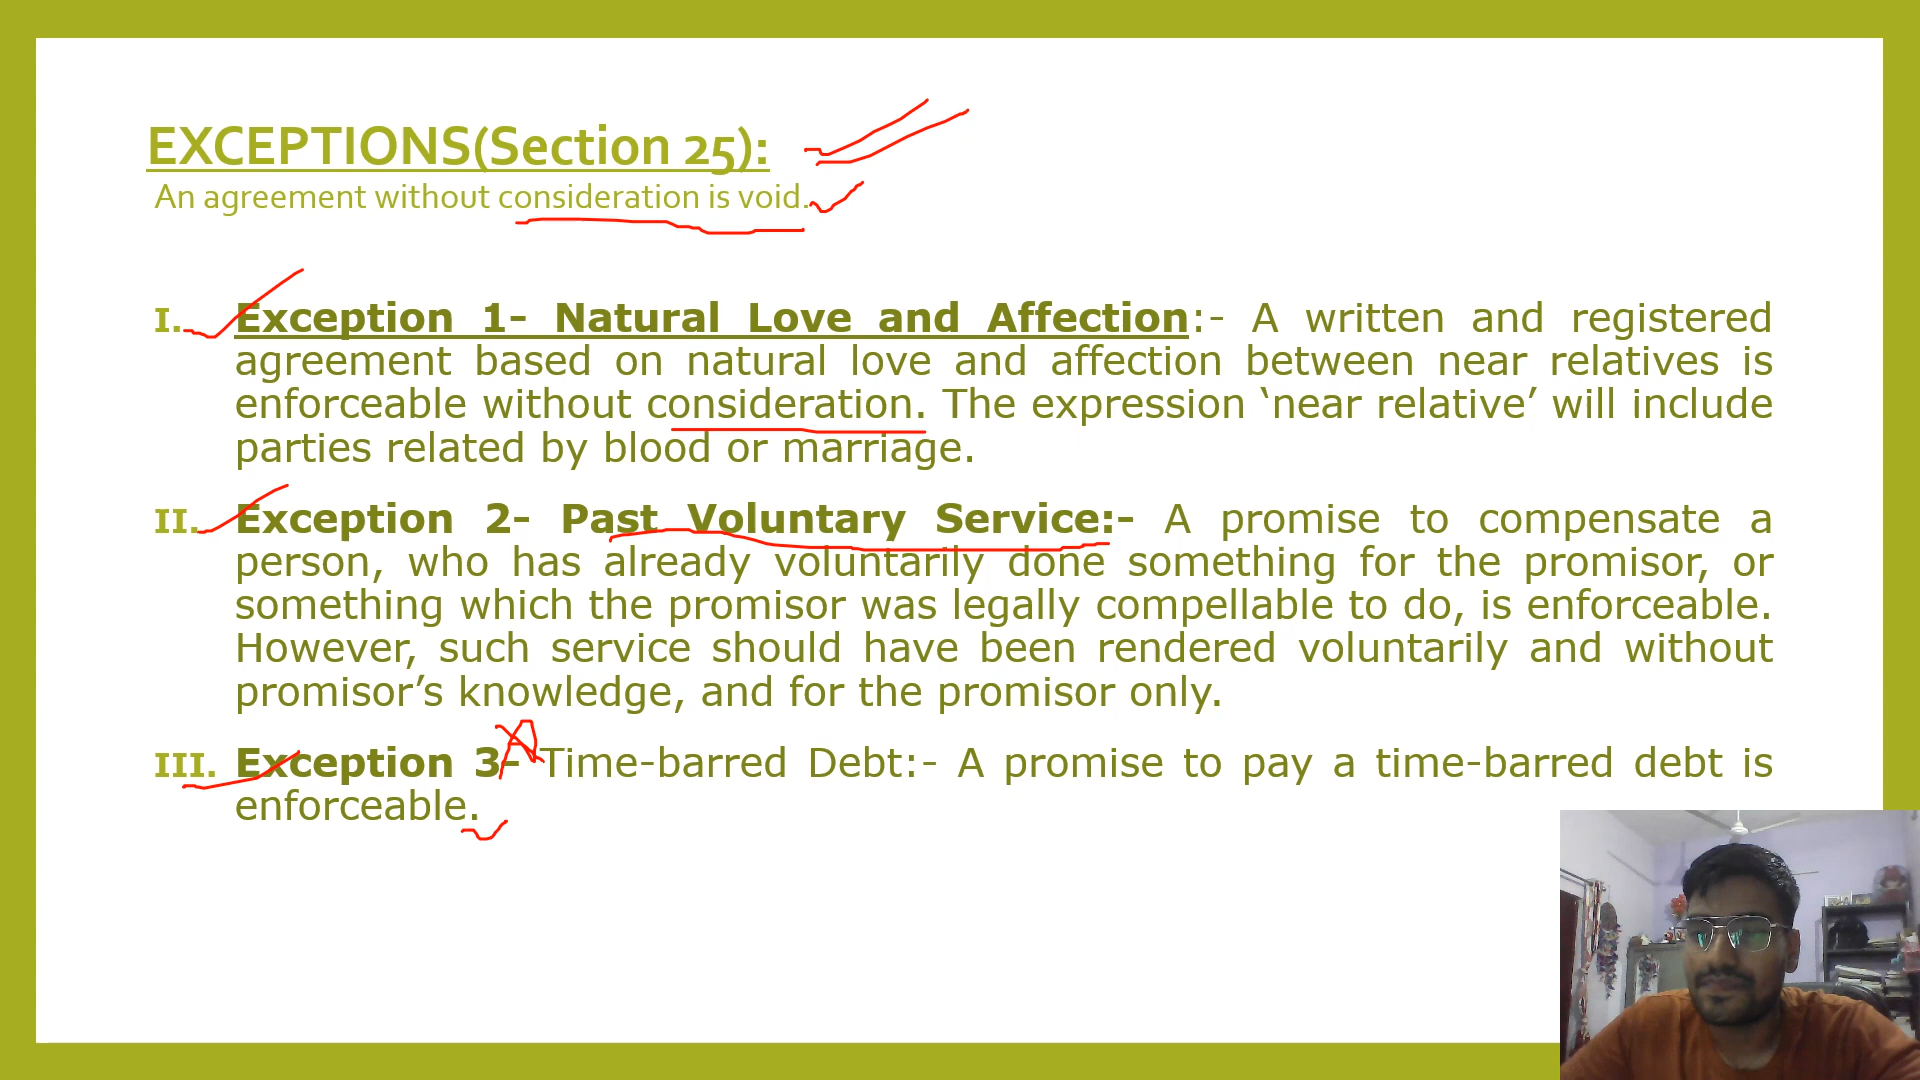 EXCEPTIONS(Section 25):
An agreement without consideration is void.
I. Exception 1- Natural Love and Affection:- A written and registered
agreement based on natural love and affection between near relatives is
enforceable without consideration. The expression ‘near relative’ will include
parties related by blood or marriage.
II. Exception 2- Past Voluntary Service:- A promise to compensate a
person, who has already voluntarily done something for the promisor, or
something which the promisor was legally compellable to do, is enforceable.
However, such service should have been rendered voluntarily and without
promisor’s knowledge, and for the promisor only.
III. Exception 3- Time-barred Debt:- A promise to pay a time-barred debt is
enforceable.